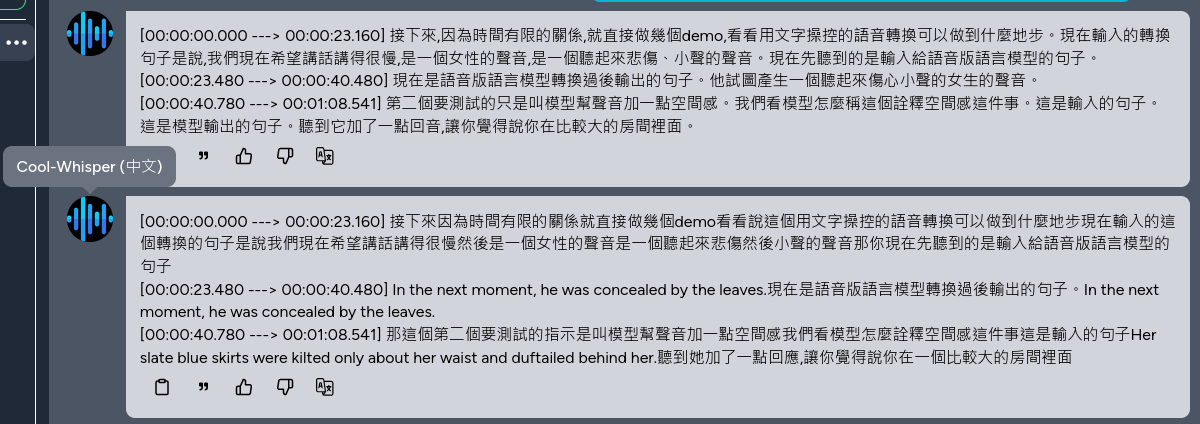 [00:00:00.000 ---> 00:00:23.160] 接下來,因為時間有限的關係,就直接做幾個demo,看看用文字操控的語音轉換可以做到什麼地步。現在輸入的轉換
句子是說,我們現在希望講話講得很慢,是一個女性的聲音,是一個聽起來悲傷、小聲的聲音。現在先聽到的是輸入給語音版語言模型的句子。
[00:00:23.480 ---> 00:00:40.480] 現在是語音版語言模型轉換過後輸出的句子。他試圖產生一個聽起來傷心小聲的女生的聲音。
[00:00:40.780 ---> 00:01:08.541] 第二個要測試的只是叫模型幫聲音加一點空間感。我們看模型怎麼稱這個詮釋空間感這件事。這是輸入的句子。
這是模型輸出的句子。聽到它加了一點回音,讓你覺得說你在比較大的房間裡面。
Cool-Whisper (中文)
[00:00:00.000 ---> 00:00:23.160] 接下來因為時間有限的關係就直接做幾個demo看看說這個用文字操控的語音轉換可以做到什麼地步現在輸入的這
個轉換的句子是說我們現在希望講話講得很慢然後是一個女性的聲音是一個聽起來悲傷然後小聲的聲音那你現在先聽到的是輸入給語音版語言模型的
句子
[00:00:23.480 ---> 00:00:40.480] In the next moment, he was concealed by the leaves.現在是語音版語言模型轉換過後輸出的句子。In the next
moment, he was concealed by the leaves.
[00:00:40.780 ---> 00:01:08.541] 那這個第二個要測試的指示是叫模型幫聲音加一點空間感我們看模型怎麼詮釋空間感這件事這是輸入的句子Her
slate blue skirts were kilted only about her waist and duftailed behind her.聽到她加了一點回應,讓你覺得說你在一個比較大的房間裡面